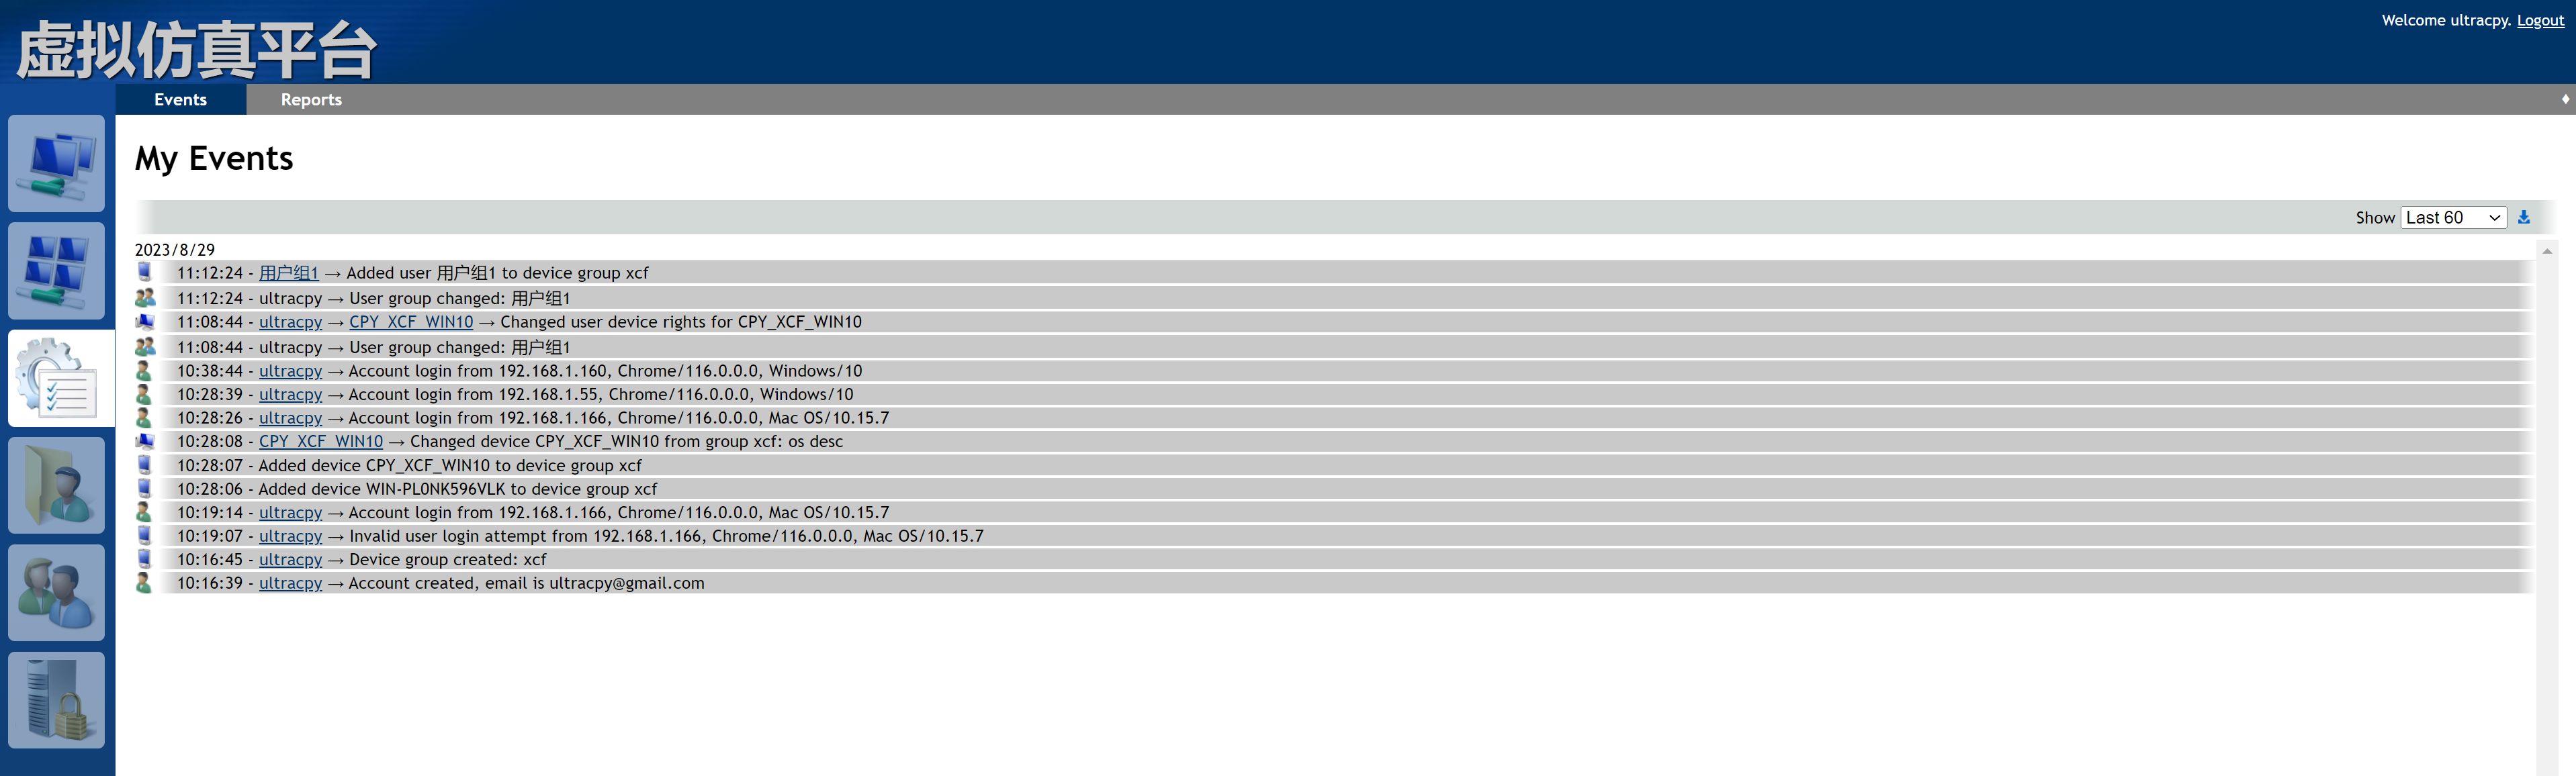 虚拟仿真平台
Welcome ultracpy. Logout
Events Reports
My Events
Show Last 60
2023/8/29
11:12:24 - 用户组1 → Added user 用户组1 to device group xcf
11:12:24 - ultracpy → User group changed: 用户组1
11:08:44 - ultracpy → CPY_XCF_WIN10 → Changed user device rights for CPY_XCF_WIN10
11:08:44 - ultracpy → User group changed: 用户组1
10:38:44 - ultracpy → Account login from 192.168.1.160, Chrome/116.0.0.0, Windows/10
10:28:39 - ultracpy → Account login from 192.168.1.55, Chrome/116.0.0.0, Windows/10
10:28:26 - ultracpy → Account login from 192.168.1.166, Chrome/116.0.0.0, Mac OS/10.15.7
10:28:08 - CPY_XCF_WIN10 → Changed device CPY_XCF_WIN10 from group xcf: os desc
10:28:07 - Added device CPY_XCF_WIN10 to device group xcf
10:28:06 - Added device WIN-PL0NK596VLK to device group xcf
10:19:14 - ultracpy → Account login from 192.168.1.166, Chrome/116.0.0.0, Mac OS/10.15.7
10:19:07 - ultracpy → Invalid user login attempt from 192.168.1.166, Chrome/116.0.0.0, Mac OS/10.15.7
10:16:45 - ultracpy → Device group created: xcf
10:16:39 - ultracpy → Account created, email is ultracpy@gmail.com